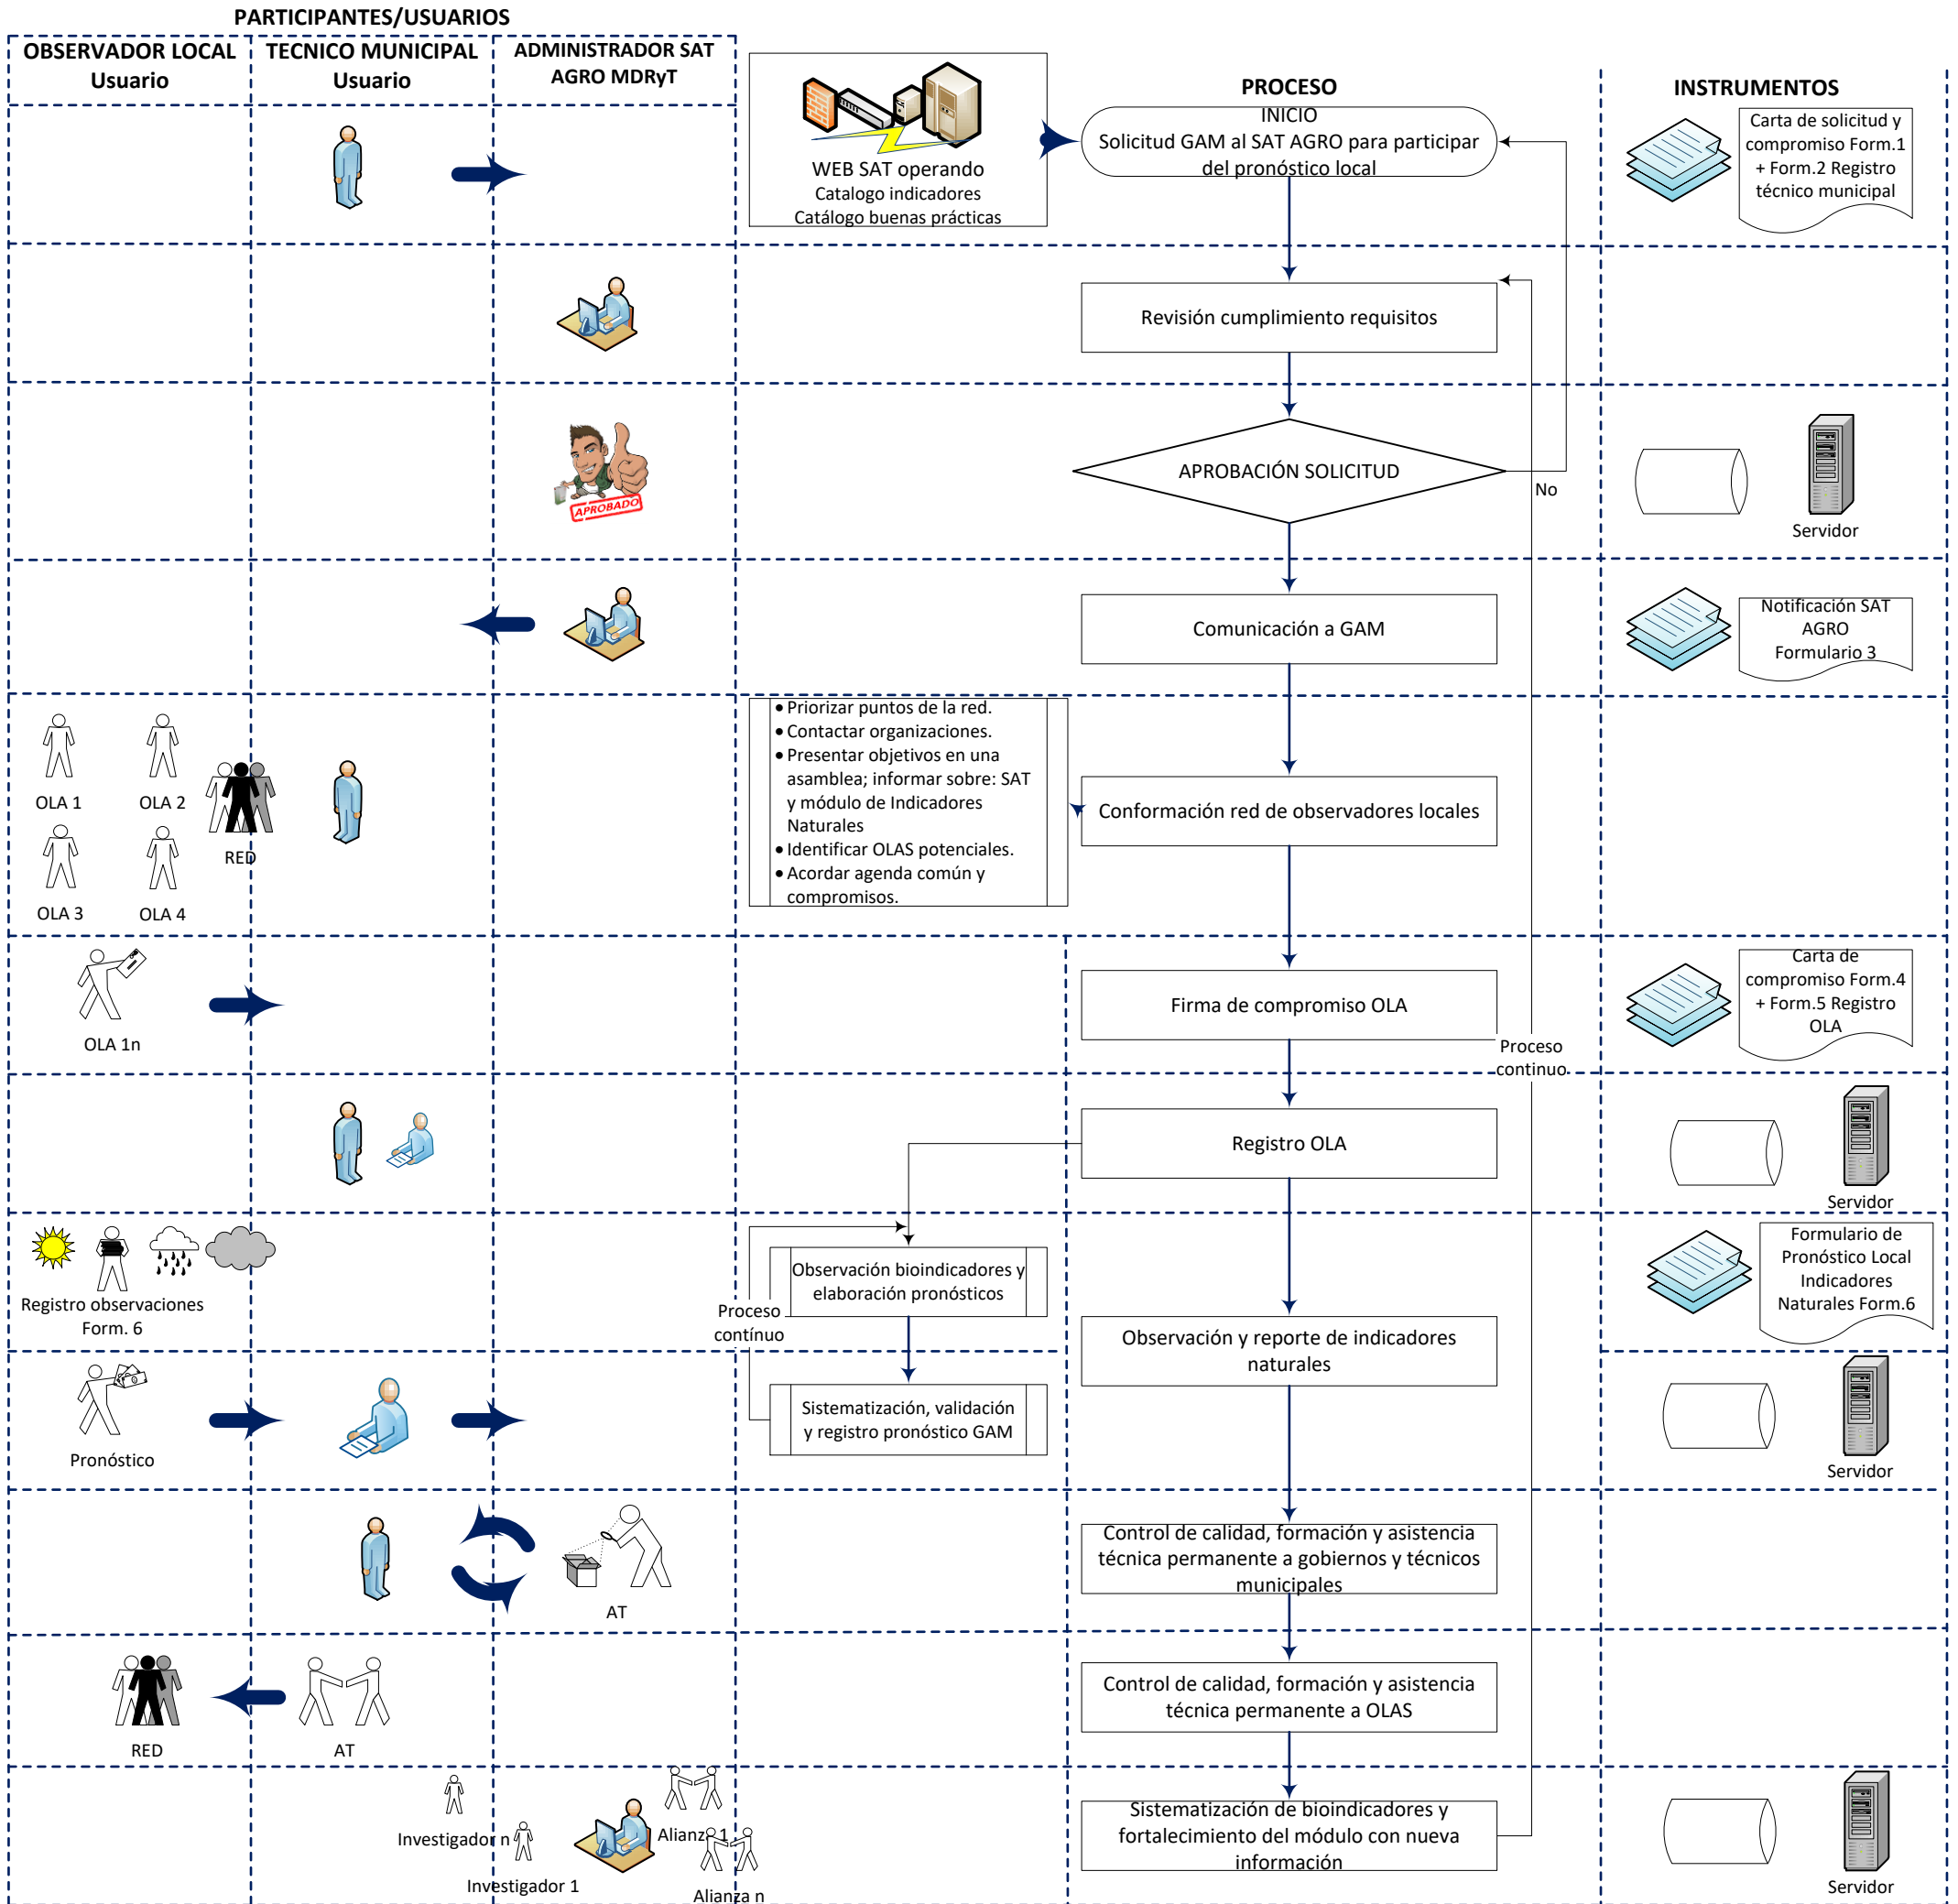 PARTICIPANTES/USUARIOS
OBSERVADOR LOCAL
Usuario
TECNICO MUNICIPAL
Usuario
ADMINISTRADOR SAT
AGRO MDRyT
PROCESO
INSTRUMENTOS
WEB SAT operando
Catalogo indicadores
Catálogo buenas prácticas
INICIO
Solicitud GAM al SAT AGRO para participar
del pronóstico local
Carta de solicitud y
compromiso Form.1
+ Form.2 Registro
técnico municipal
Revisión cumplimiento requisitos
APROBADO
APROBACIÓN SOLICITUD
No
Servidor
Comunicación a GAM
Notificación SAT
AGRO
Formulario 3
OLA 1
OLA 2
OLA 3
OLA 4
RED
• Priorizar puntos de la red.
• Contactar organizaciones.
• Presentar objetivos en una
asamblea; informar sobre: SAT
y módulo de Indicadores
Naturales
• Identificar OLAS potenciales.
• Acordar agenda común y
compromisos.
Conformación red de observadores locales
OLA 1n
Firma de compromiso OLA
Carta de
compromiso Form.4
+ Form.5 Registro
OLA
Proceso
continuo
Registro OLA
Servidor
Registro observaciones
Form. 6
Proceso
contínuo
Observación bioindicadores y
elaboración pronósticos
Observación y reporte de indicadores
naturales
Formulario de
Pronóstico Local
Indicadores
Naturales Form.6
Pronóstico
Sistematización, validación
y registro pronóstico GAM
Servidor
AT
Control de calidad, formación y asistencia
técnica permanente a gobiernos y técnicos
municipales
RED
AT
Control de calidad, formación y asistencia
técnica permanente a OLAS
Investigador n
Investigador 1
Alianza 1
Alianza n
Sistematización de bioindicadores y
fortalecimiento del módulo con nueva
información
Servidor